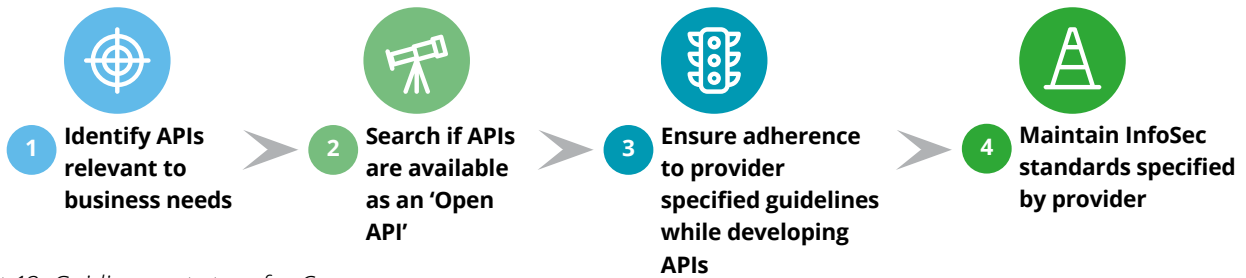 1
Identify APIs
relevant to
business needs
2
Search if APIs
are available
as an ‘Open
API’
3
Ensure adherence
to provider
specified guidelines
while developing
APIs
4
Maintain InfoSec
standards specified
by provider